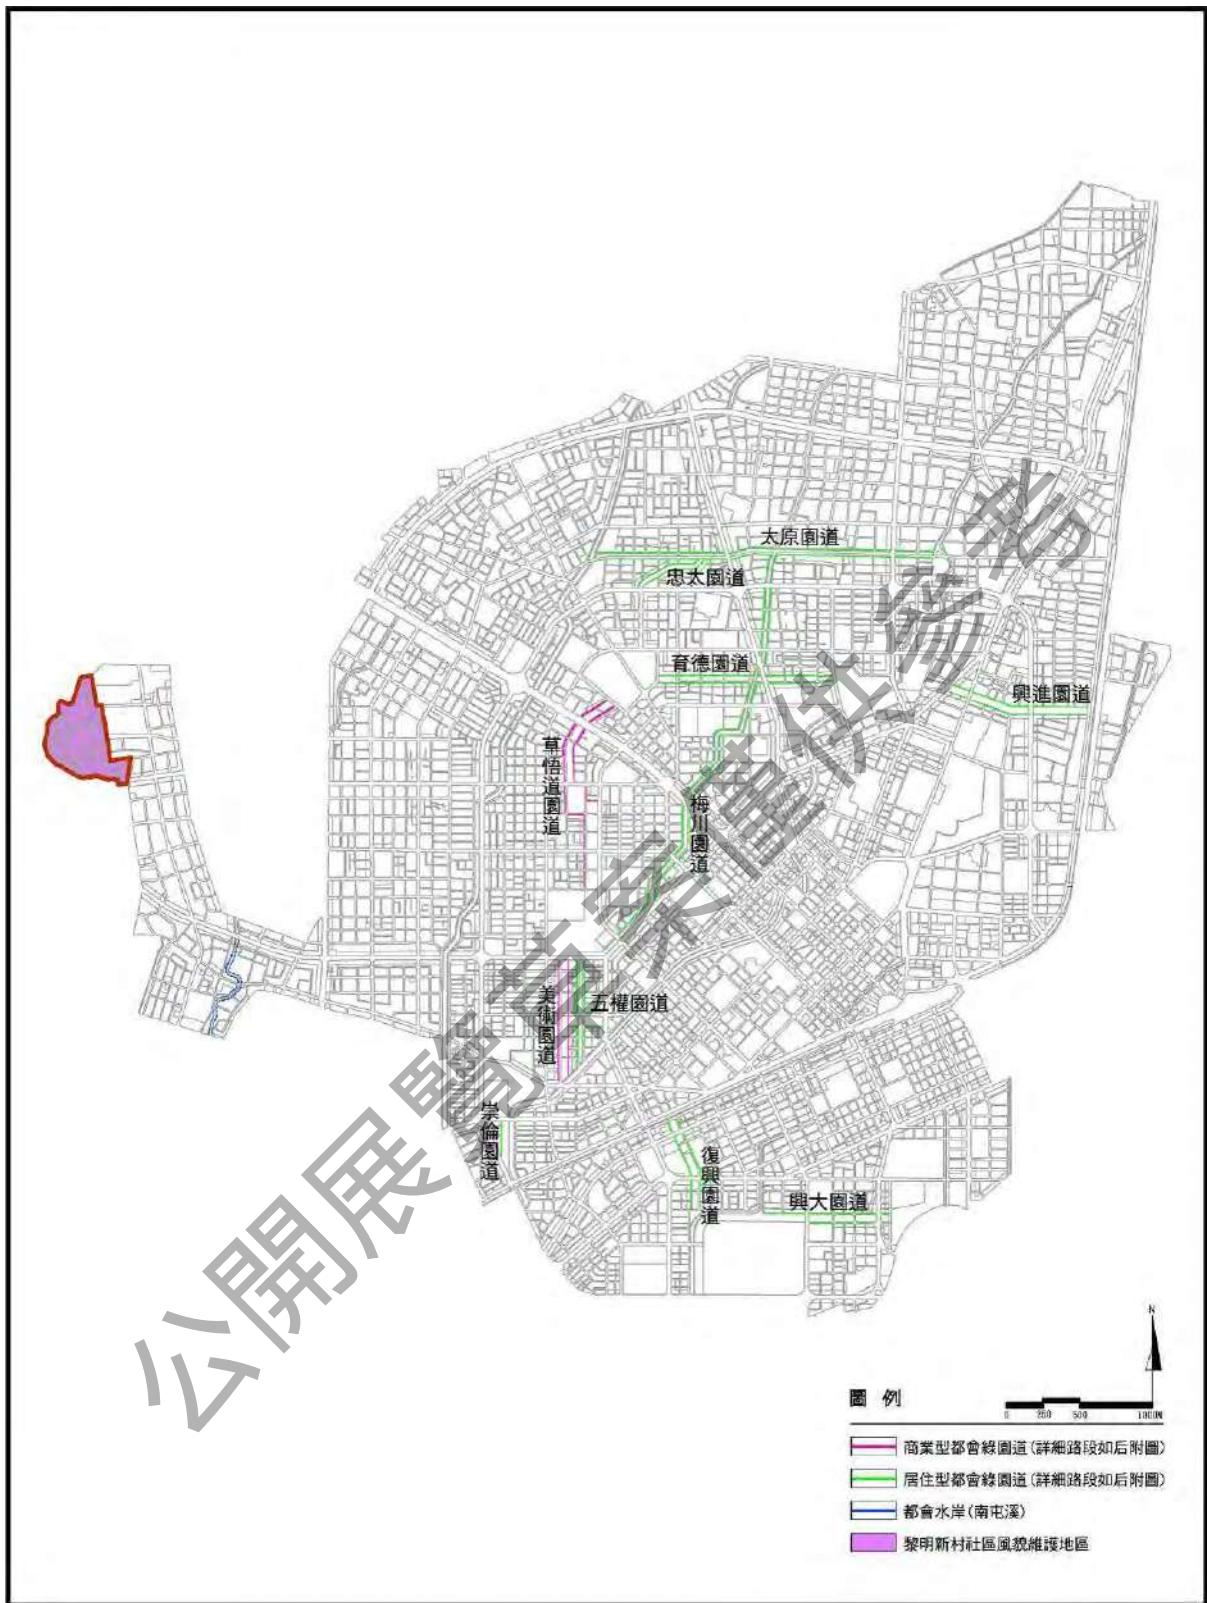 太原園道
忠太園道
育德園道
興進園道
草悟道園道
梅川園道
美術園道
五權園道
崇倫園道
復興園道
興大園道
公開展覽草案僅供參考
N
圖 例
0 250 500 1000M
商業型都會綠園道(詳細路段如后附圖)
居住型都會綠園道(詳細路段如后附圖)
都會水岸(南屯溪)
黎明新村社區風貌維護地區